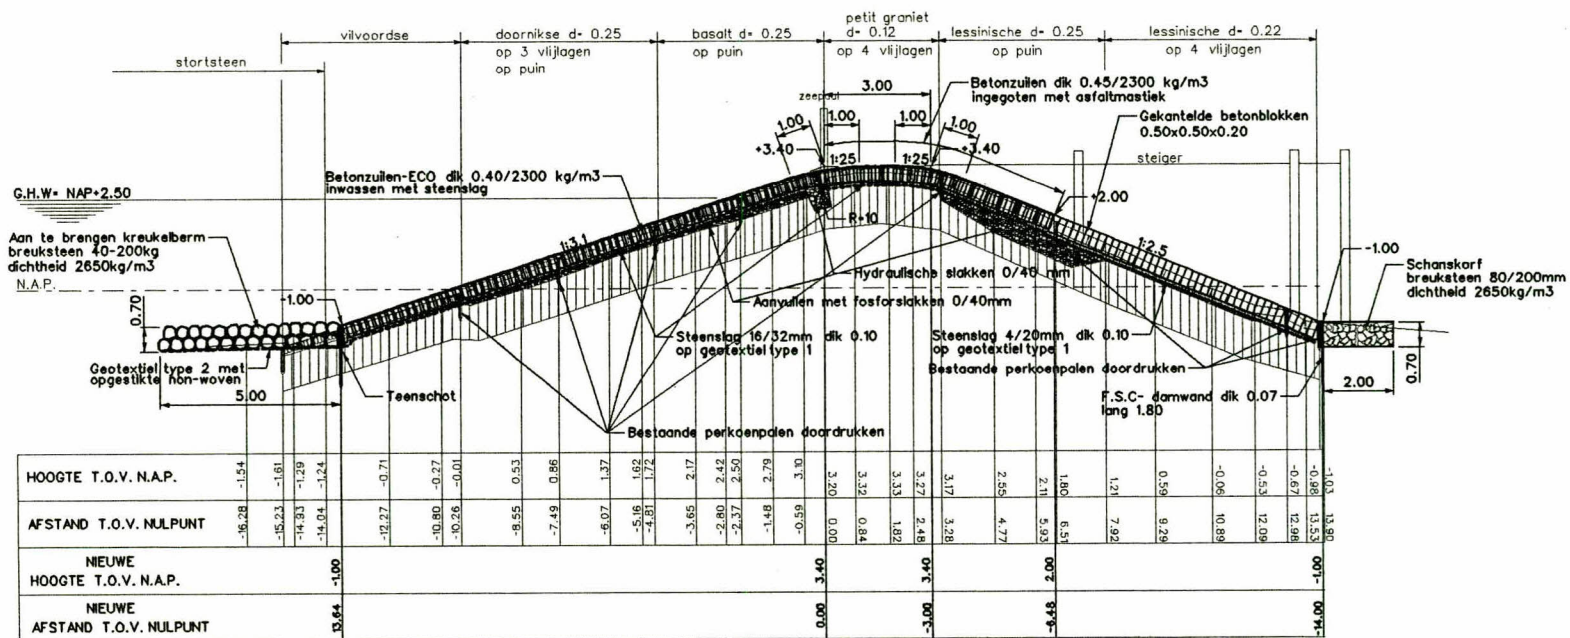 petit graniet
vilvoordse
doornikse d= 0.25
basalt d= 0.25
d= 0.12
lessinische d= 0.25
lessinische d= 0.22
op 3 vlijlagen
op puin
op 4 vlijlagen
op puin
op 4 vlijlagen
op puin
stortsteen
Betonzuilen dik 0.45/2300 kg/m3
ingegoten met asfaltmastiek
zeepaal
3.00
1.00
1.00
1.00
1.00
Gekantelde betonblokken
0.50x0.50x0.20
+3.40
1:25
1:25
+3.40
steiger
Betonzuilen-ECO dik 0.40/2300 kg/m3
inwassen met steenslag
G.H.W= NAP+2.50
+2.00
R=10
Aan te brengen kreukelberm
breuksteen 40-200kg
dichtheid 2650kg/m3
1:3.1
1:2.5
-1.00
Schanskorf
breuksteen 80/200mm
dichtheid 2650kg/m3
Hydraulische slakken 0/40 mm
N.A.P.
-1.00
Aanvullen met fosforslakken 0/40mm
0.70
Steenslag 16/32mm dik 0.10
op geotextiel type 1
Steenslag 4/20mm dik 0.10
op geotextiel type 1
Geotextiel type 2 met
opgestikte non-woven
Bestaande perkoenpalen doordrukken
0.70
5.00
Teenschot
F.S.C- damwand dik 0.07
lang 1.80
2.00
Bestaande perkoenpalen doordrukken
HOOGTE T.O.V. N.A.P.
-1.54 -1.61 -1.29 -1.24 -0.71 -0.27 -0.01 0.53 0.86 1.37 1.62 1.72 2.17 2.42 2.50 2.79 3.10 3.20 3.32 3.33 3.27 3.17 2.55 2.11 1.80 1.21 0.59 -0.06 -0.53 -0.67 -0.98 -1.03
AFSTAND T.O.V. NULPUNT
-16.28 -15.23 -14.93 -14.04 -12.27 -10.80 -10.26 -8.55 -7.49 -6.07 -5.16 -4.81 -3.65 -2.80 -2.37 -1.48 -0.59 0.00 0.84 1.82 2.48 3.28 4.77 5.93 6.51 7.92 9.29 10.89 12.09 12.98 13.53 13.90
NIEUWE
HOOGTE T.O.V. N.A.P.
-1.00 3.40 3.40 2.00 -1.00
NIEUWE
AFSTAND T.O.V. NULPUNT
13.64 0.00 -3.00 -6.48 -14.00